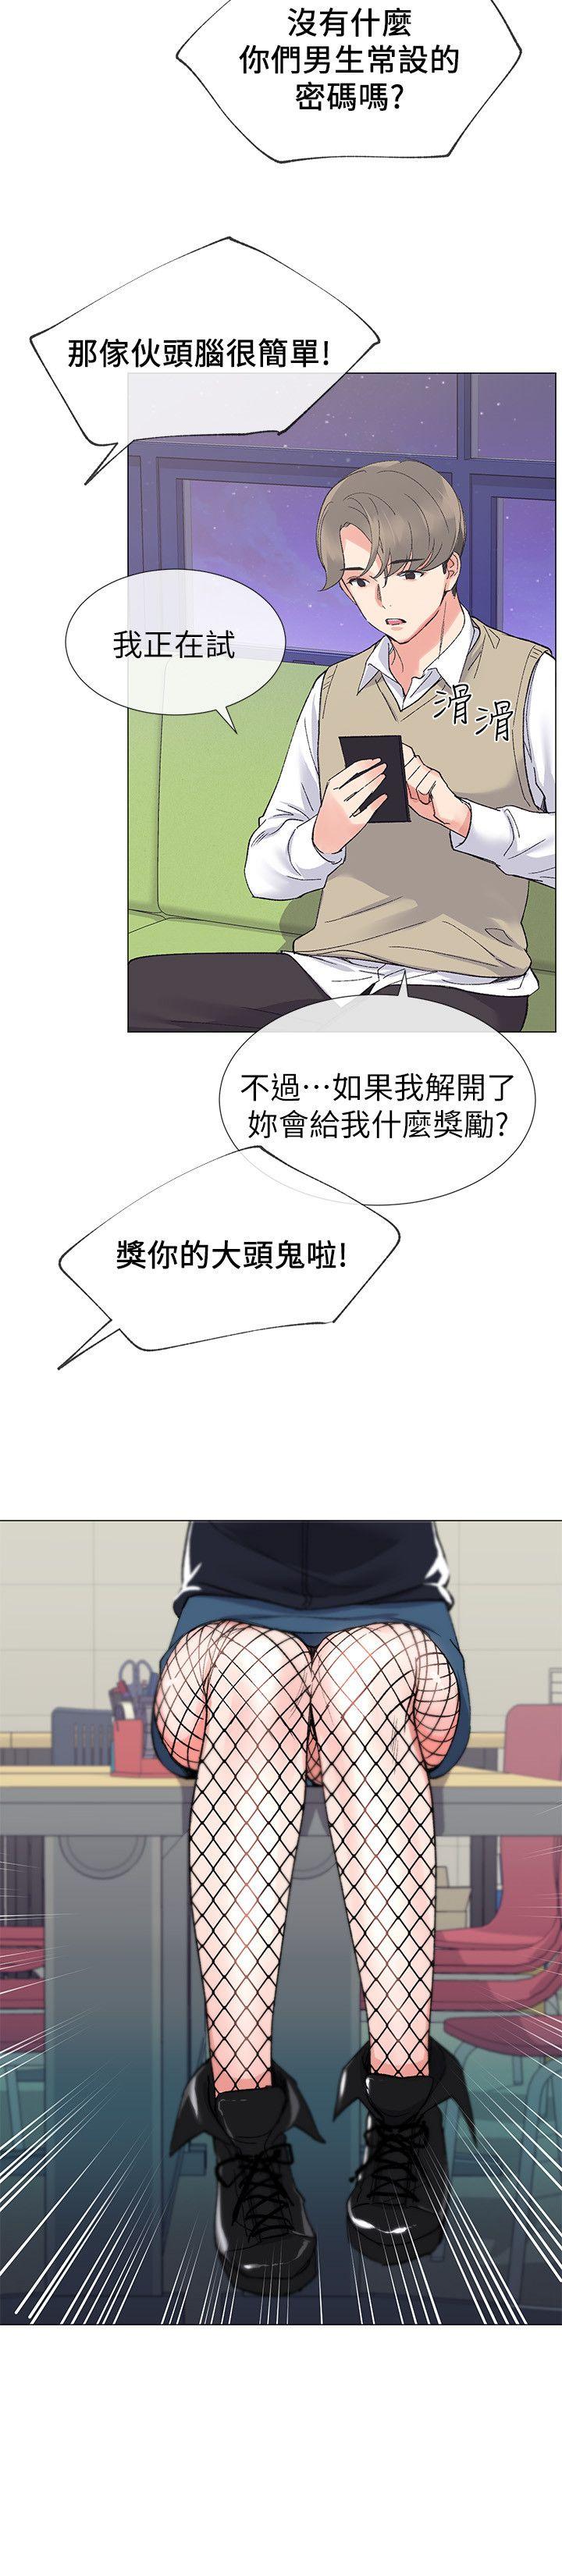 沒有什麼
你們男生常設的
密碼嗎?
那傢伙頭腦很簡單!
我正在試
滑滑
不過…如果我解開了
妳會給我什麼獎勵?
獎你的大頭鬼啦!